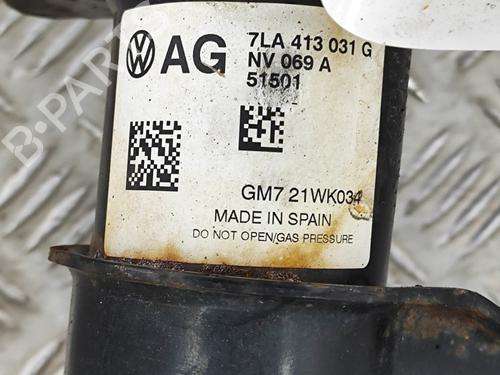 AG 7LA 413 031 G
NV 069 A
51501
GM7 21WK034
MADE IN SPAIN
DO NOT OPEN/GAS PRESSURE
B-PARTS